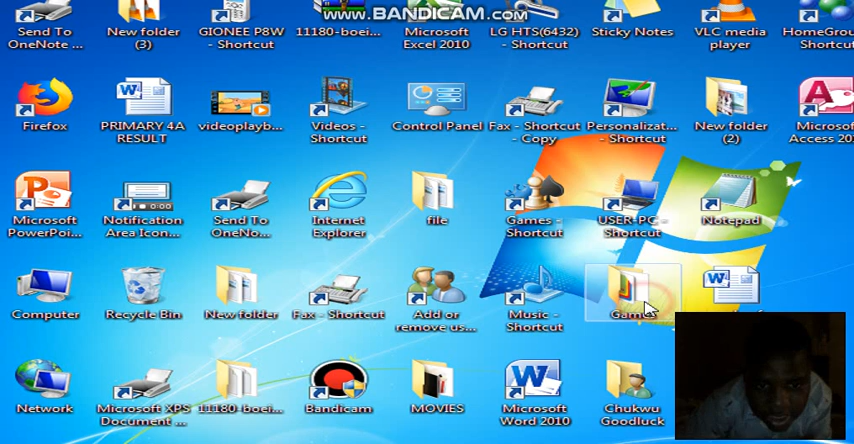 www.BANDICAM.com
Send To
OneNote ...
New folder
(3)
GIONEE P8W
- Shortcut
11180-boei...
Microsoft
Excel 2010
LG HTS(6432)
- Shortcut
Sticky Notes
VLC media
player
HomeGrou
Shortcut
Firefox
PRIMARY 4A
RESULT
videoplayb...
Videos -
Shortcut
Control Panel
Fax - Shortcut
- Copy
Personalizat...
- Shortcut
New folder
(2)
Microsof
Access 20
Microsoft
PowerPoi...
Notification
Area Icon...
Send To
OneNo...
Internet
Explorer
file
Games -
Shortcut
USER-PC -
Shortcut
Notepad
Computer
Recycle Bin
New folder
Fax - Shortcut
Add or
remove us...
Music -
Shortcut
Games
Network
Microsoft XPS
Document ...
11180-boei...
Bandicam
MOVIES
Microsoft
Word 2010
Chukwu
Goodluck